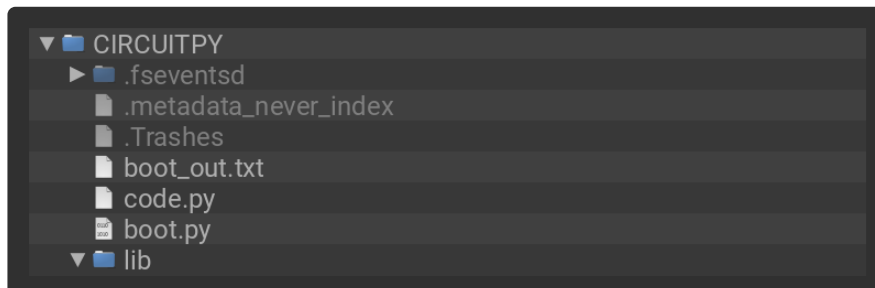 CIRCUITPY
.fseventsd
.metadata_never_index
.Trashes
boot_out.txt
code.py
boot.py
lib